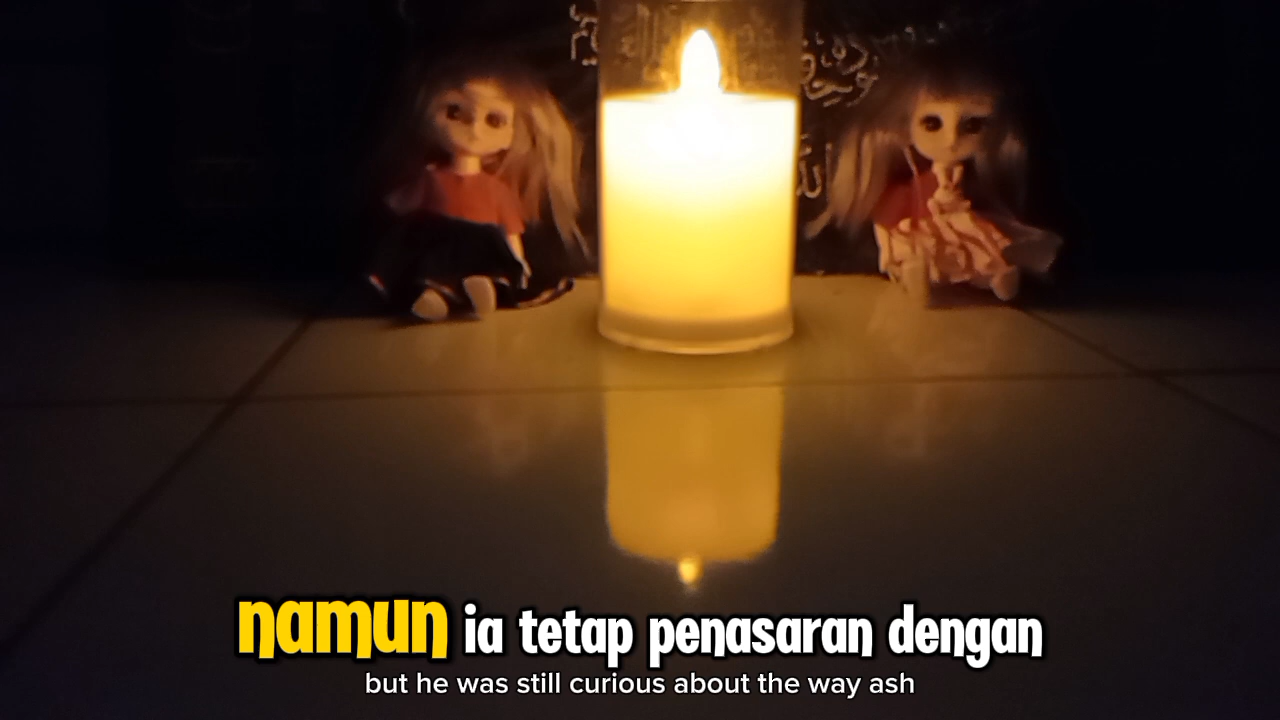 namun ia tetap penasaran dengan
but he was still curious about the way ash